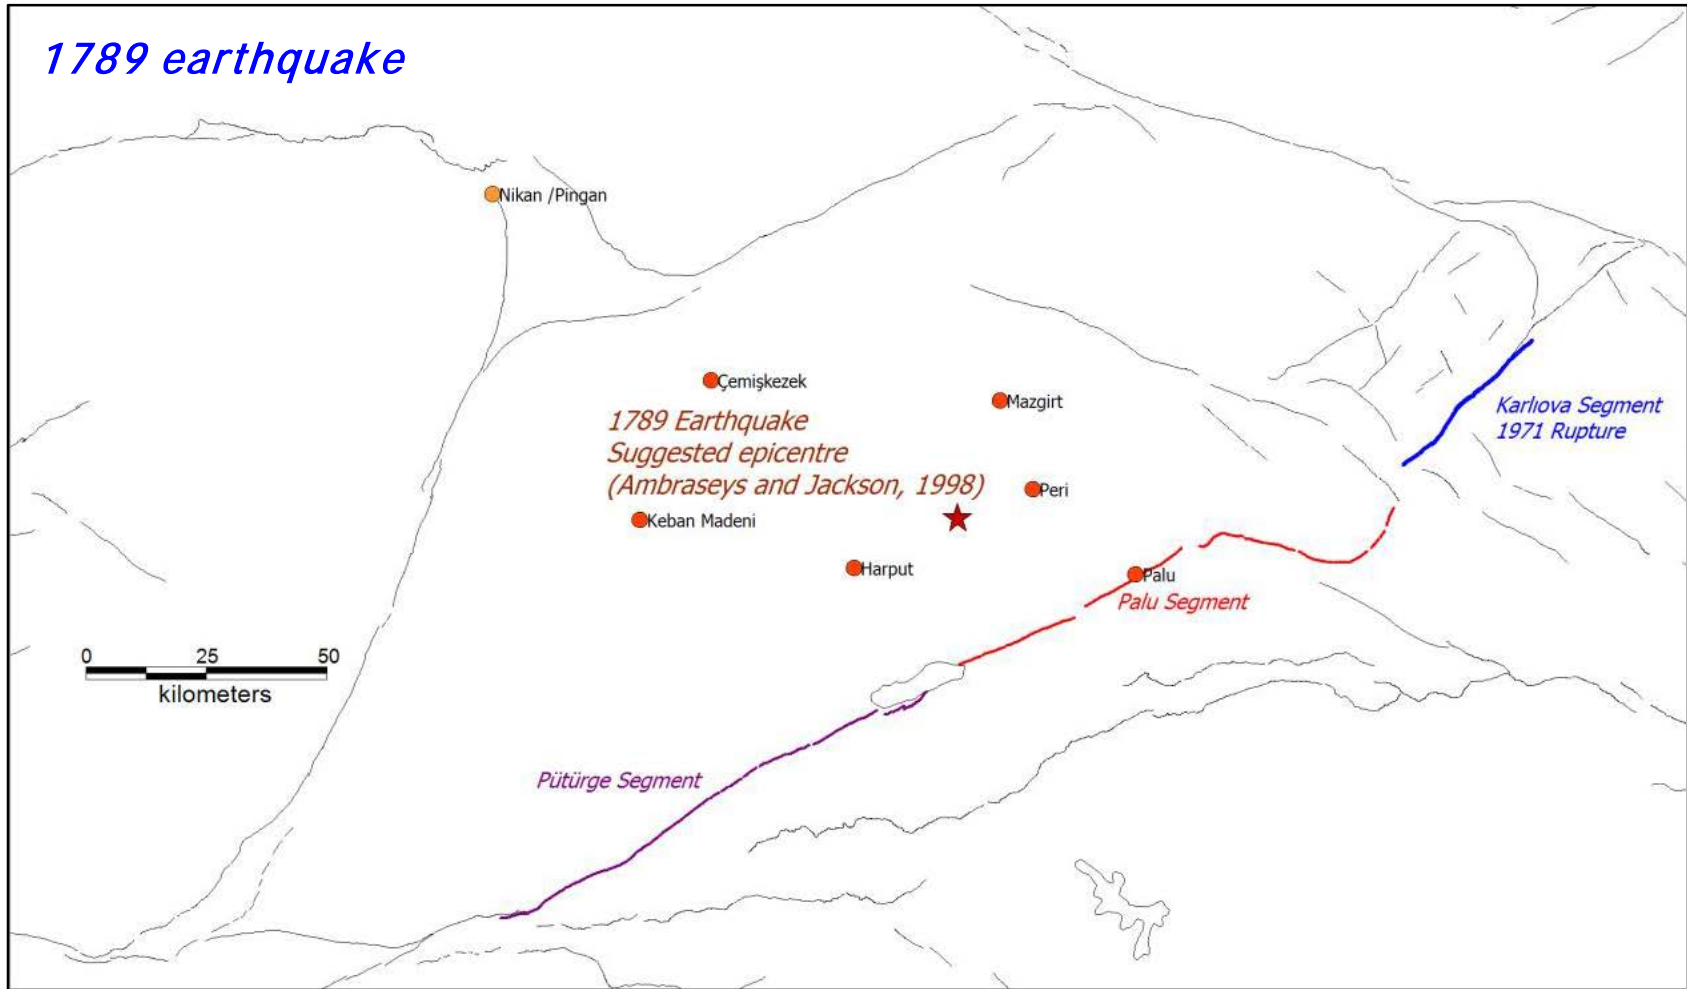 1789 earthquake
Nikan /Pingan
Çemişkezek
Mazgirt
1789 Earthquake
Suggested epicentre
(Ambraseys and Jackson, 1998)
Karlıova Segment
1971 Rupture
Peri
Keban Madeni
Harput
Palu
Palu Segment
0 25 50
kilometers
Pütürge Segment